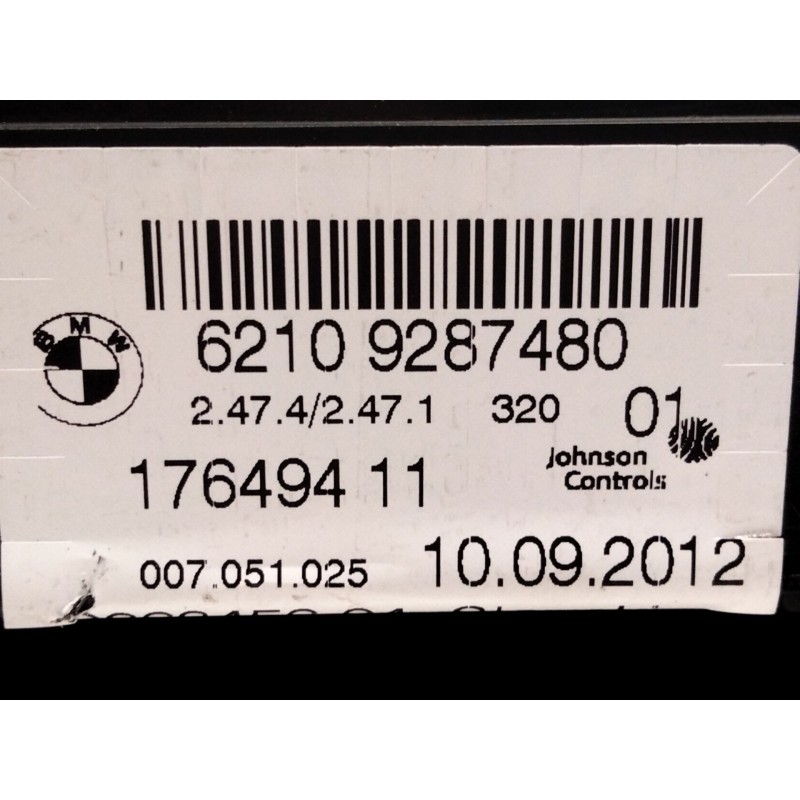 BMW
6210 9287480
2.47.4/2.47.1 320 01
Johnson
Controls
176494 11
007.051.025 10.09.2012